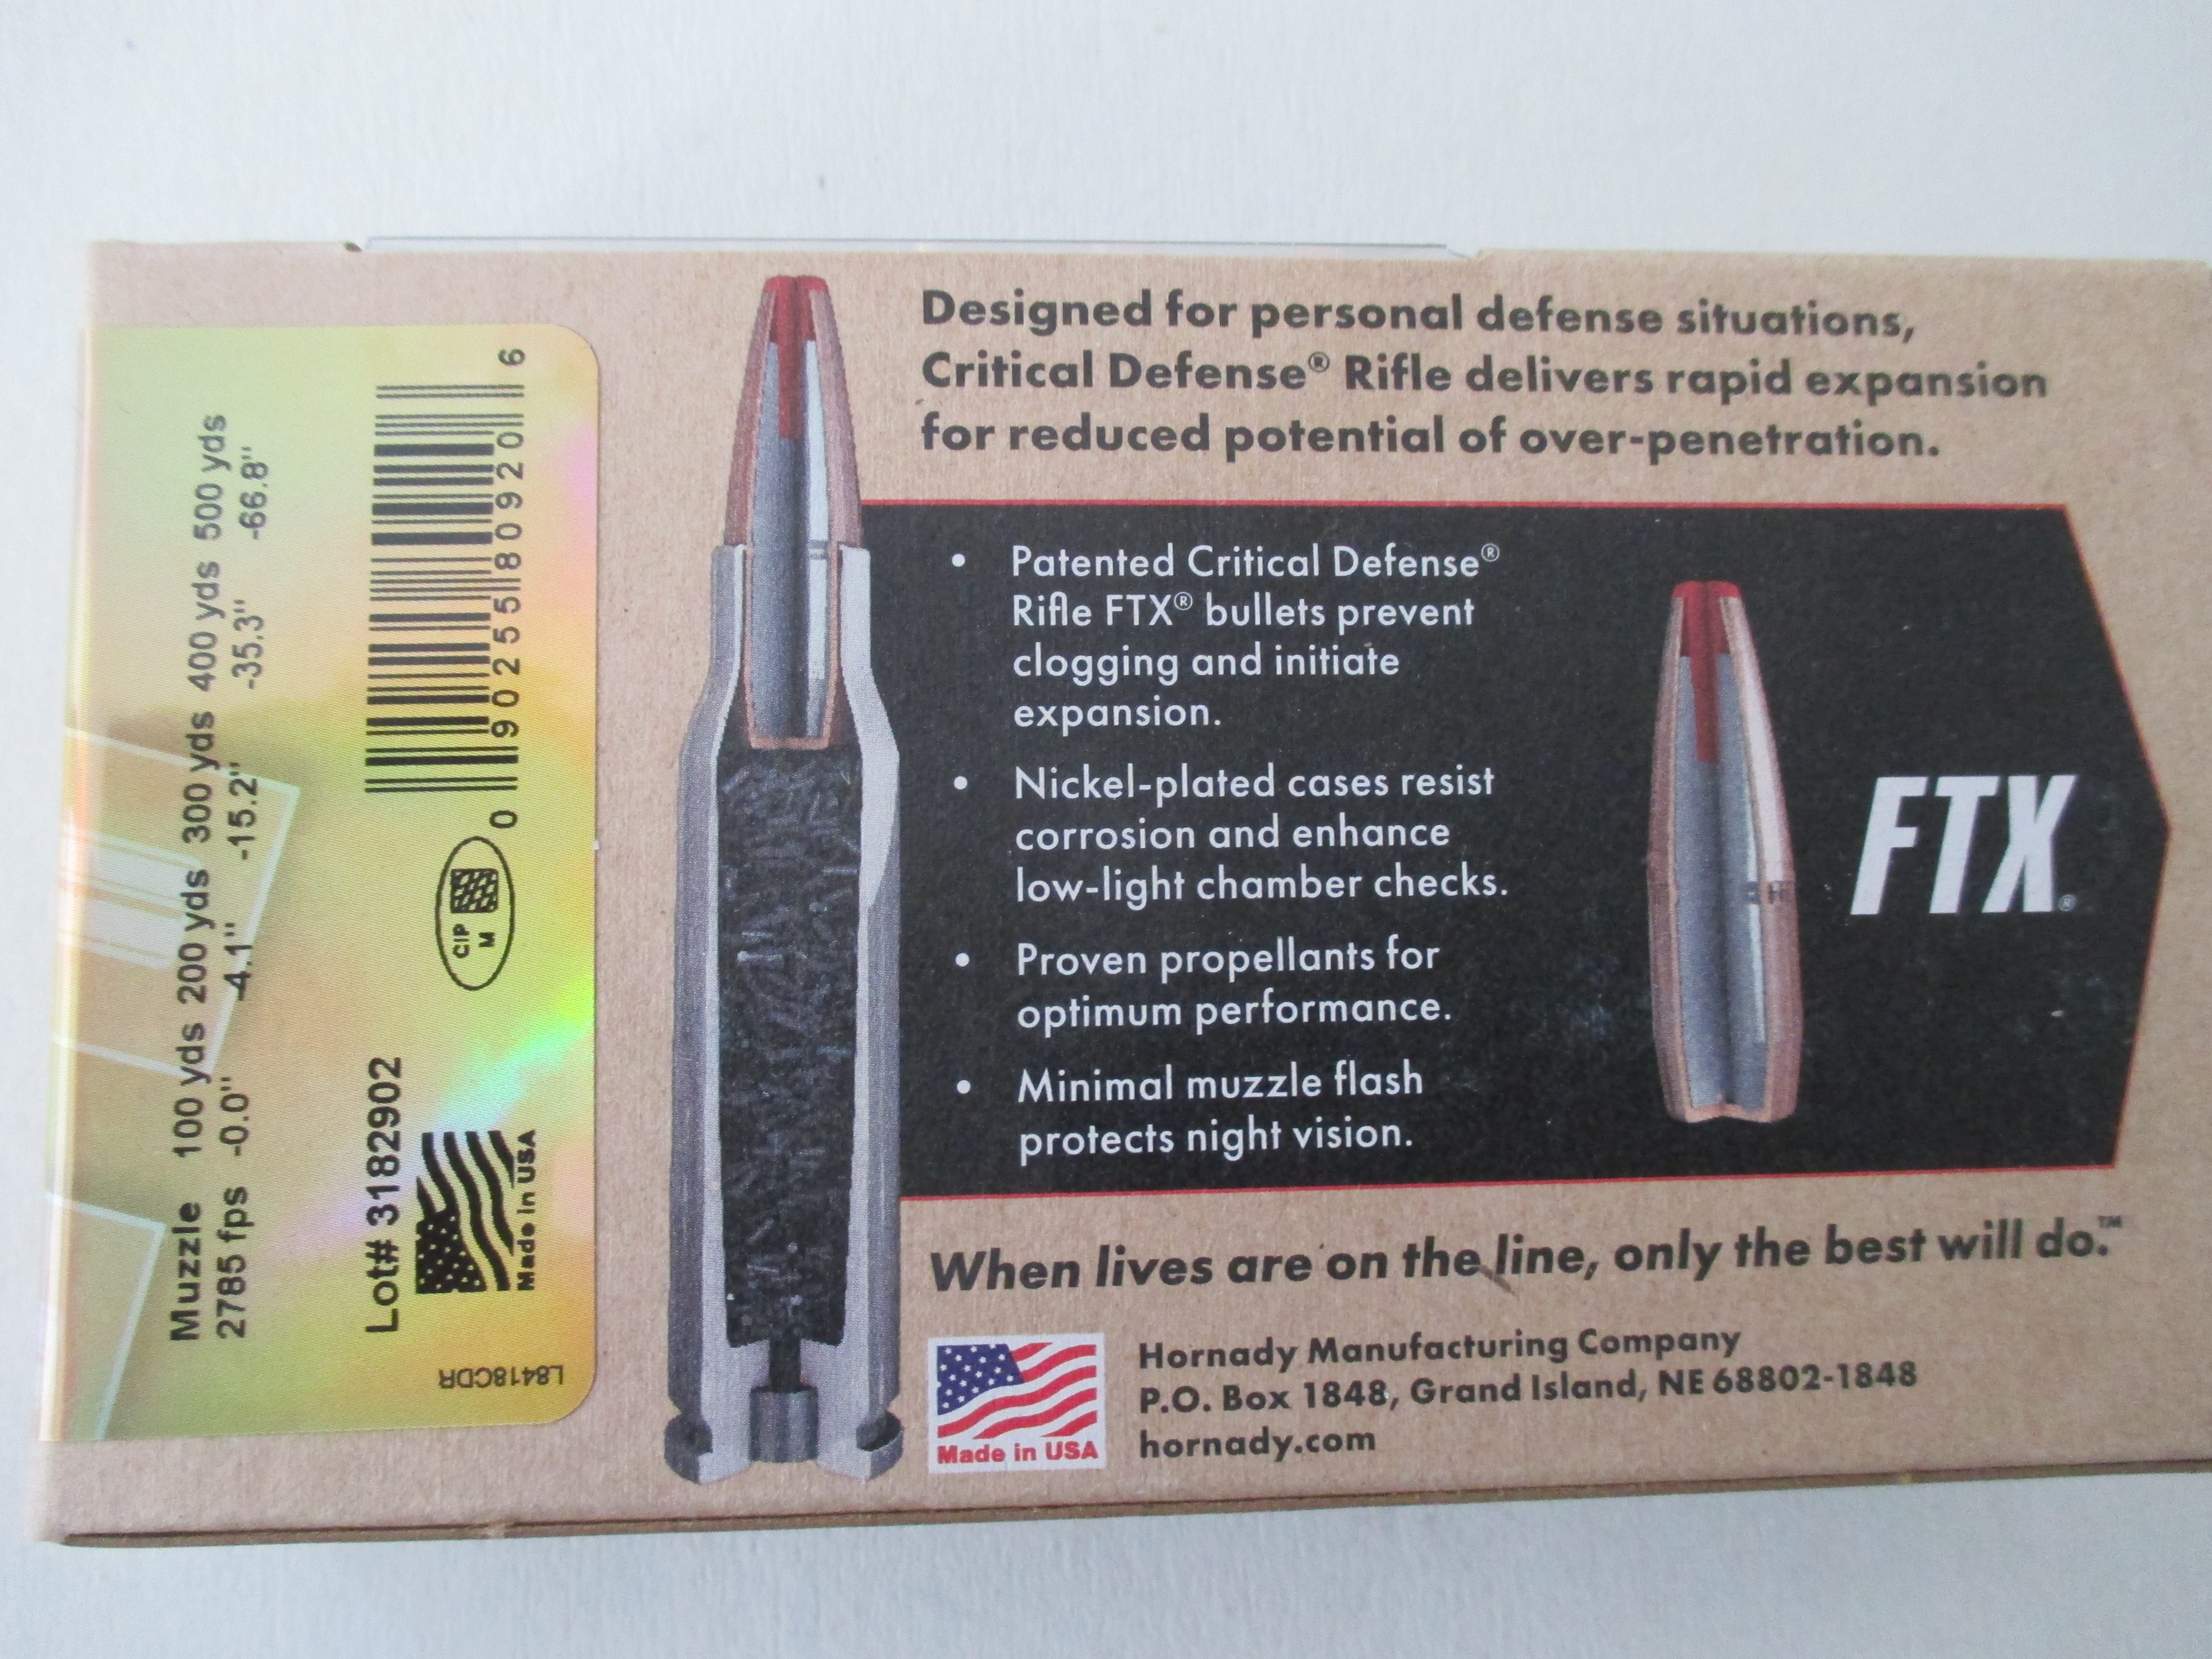 Muzzle 100 yds 200 yds 300 yds 400 yds 500 yds
2785 fps -0.0" -4.1" -15.2" -35.3" -66.8"
Lot# 3182902
Made in USA
CIP
M
0 90255 80920 6
L8418CDR
Designed for personal defense situations,
Critical Defense® Rifle delivers rapid expansion
for reduced potential of over-penetration.
• Patented Critical Defense®
Rifle FTX® bullets prevent
clogging and initiate
expansion.
• Nickel-plated cases resist
corrosion and enhance
low-light chamber checks.
• Proven propellants for
optimum performance.
• Minimal muzzle flash
protects night vision.
FTX®
When lives are on the line, only the best will do.™
Made in USA
Hornady Manufacturing Company
P.O. Box 1848, Grand Island, NE 68802-1848
hornady.com